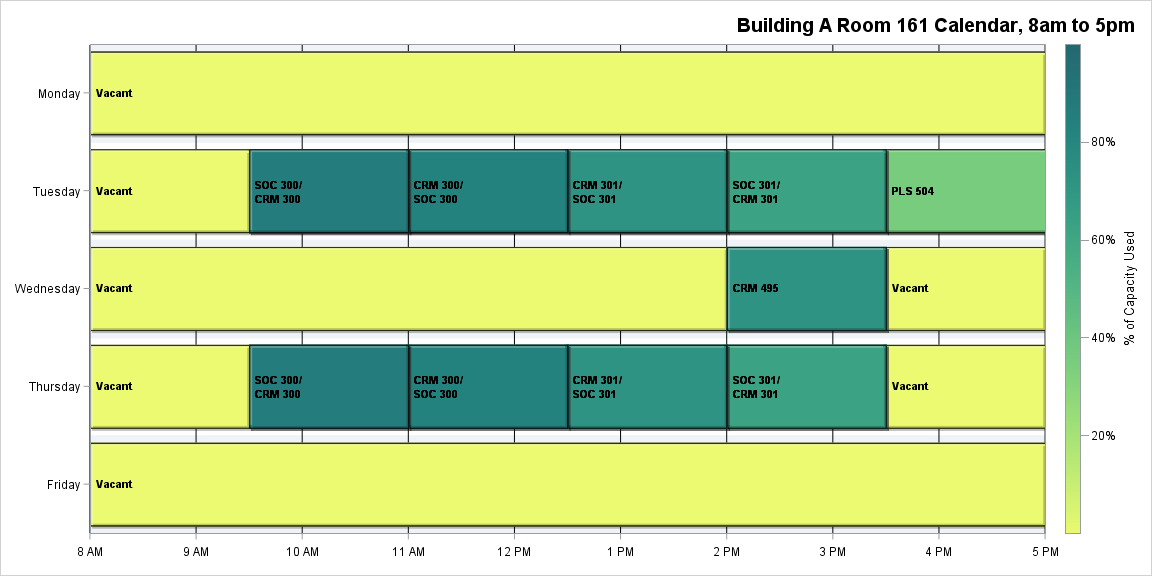 Building A Room 161 Calendar, 8am to 5pm
Monday
Vacant
Tuesday
Vacant
SOC 300/
CRM 300
CRM 300/
SOC 300
CRM 301/
SOC 301
SOC 301/
CRM 301
PLS 504
Wednesday
Vacant
CRM 495
Vacant
Thursday
Vacant
SOC 300/
CRM 300
CRM 300/
SOC 300
CRM 301/
SOC 301
SOC 301/
CRM 301
Vacant
Friday
Vacant
8 AM
9 AM
10 AM
11 AM
12 PM
1 PM
2 PM
3 PM
4 PM
5 PM
80%
60%
40%
20%
% of Capacity Used